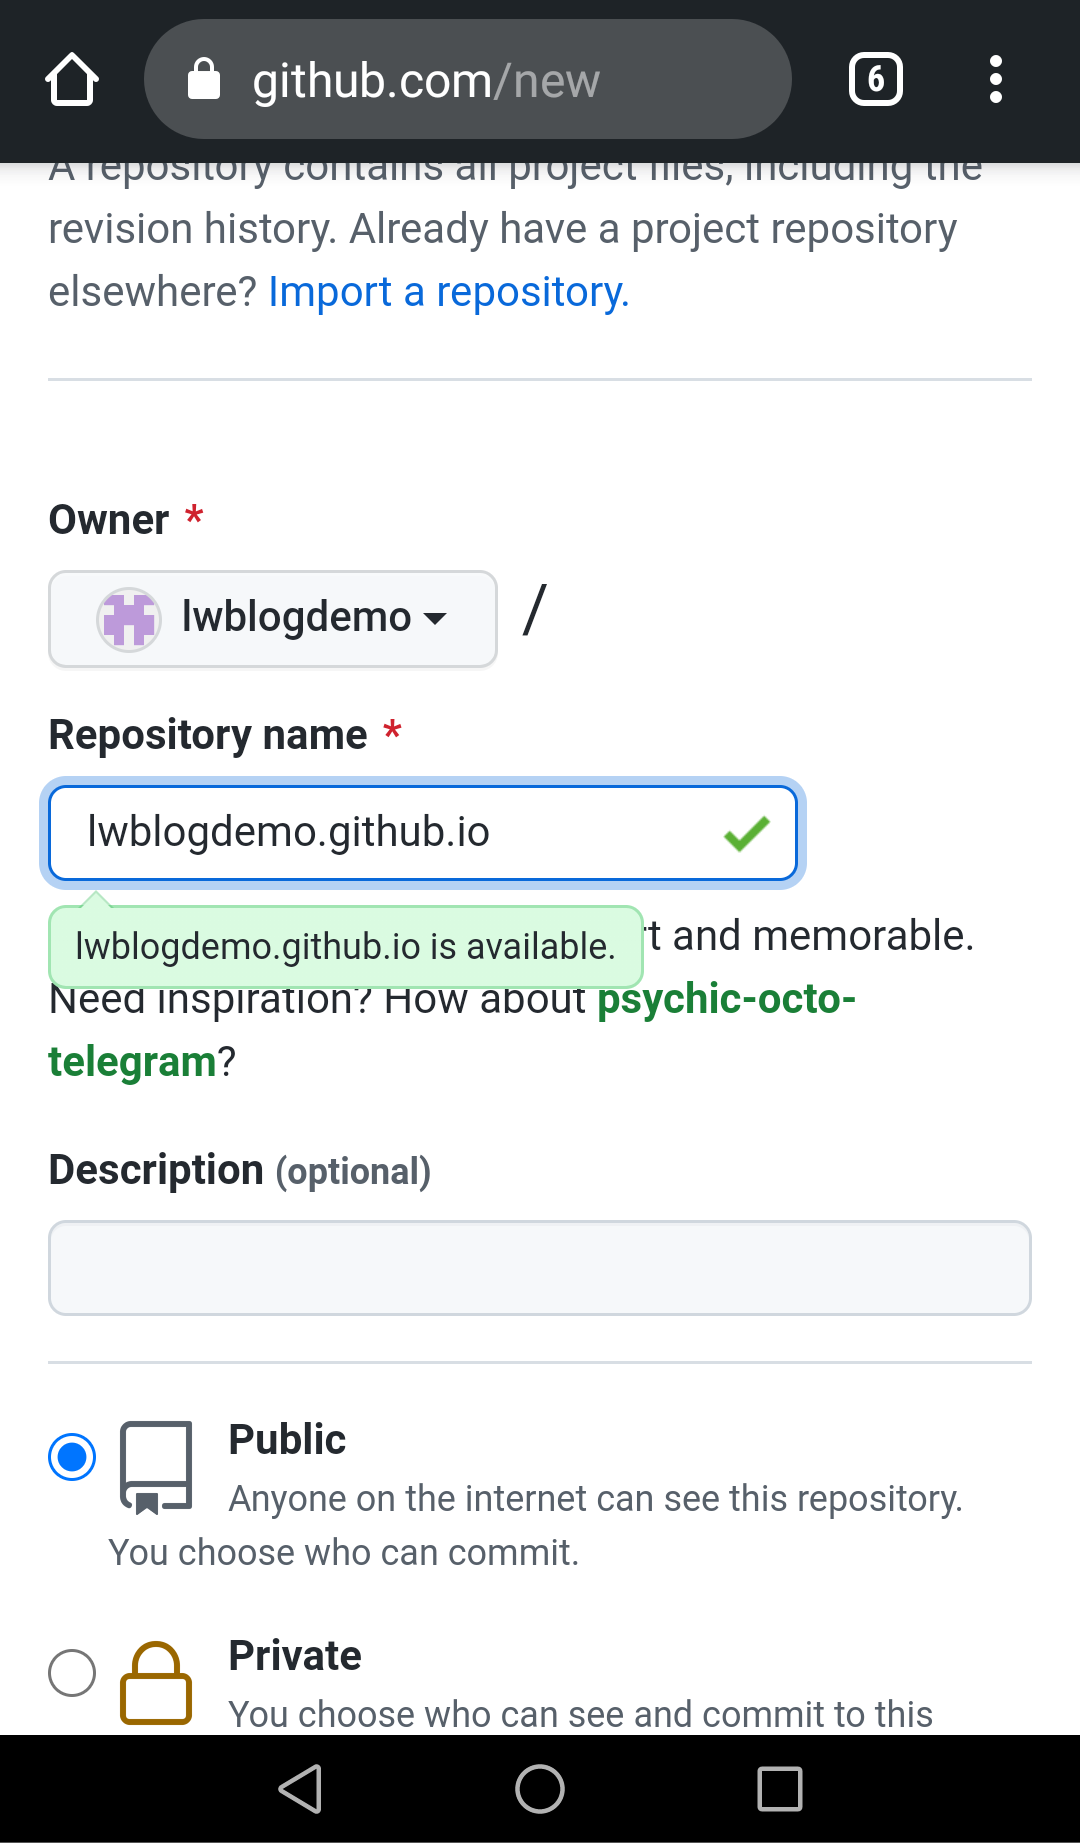 github.com/new
6
A repository contains all project files, including the
revision history. Already have a project repository
elsewhere? Import a repository.
Owner *
lwblogdemo /
Repository name *
lwblogdemo.github.io
lwblogdemo.github.io is available.
t and memorable.
Need inspiration? How about psychic-octo-
telegram?
Description (optional)
Public
Anyone on the internet can see this repository.
You choose who can commit.
Private
You choose who can see and commit to this